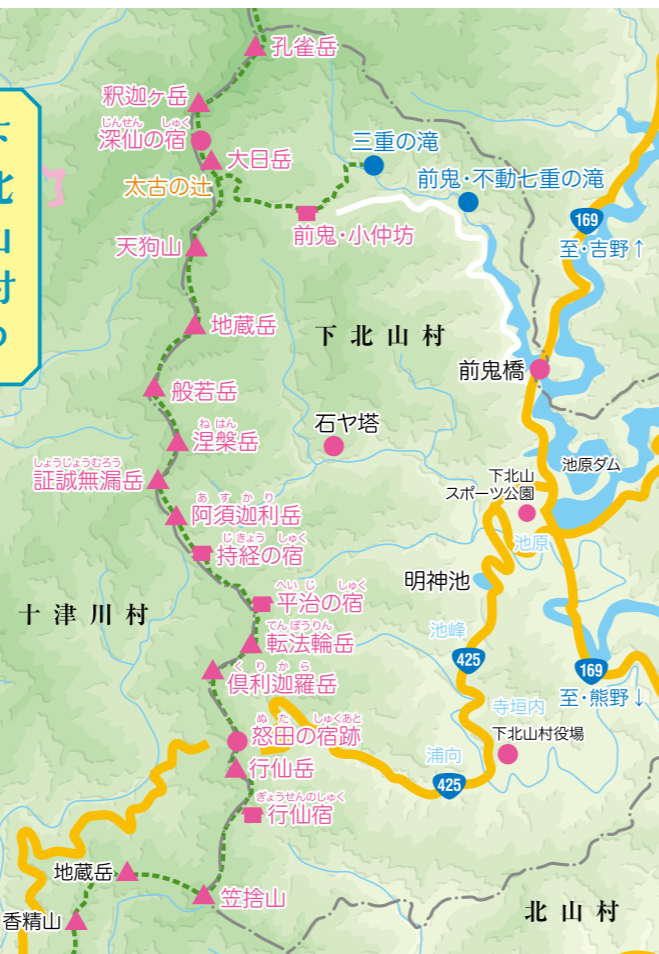 孔雀岳
釈迦ヶ岳
じんせん しゅく
深仙の宿
大日岳
三重の滝
太古の辻
前鬼・不動七重の滝
前鬼・小仲坊
169
至・吉野↑
天狗山
地蔵岳
下北山村
前鬼橋
般若岳
ねはん
涅槃岳
石ヤ塔
しょうじょうむろう
証誠無漏岳
池原ダム
下北山
スポーツ公園
あすかり
阿須迦利岳
じきょう しゅく
持経の宿
池原
明神池
へいじ しゅく
平治の宿
十津川村
池峰
てんぽうりん
転法輪岳
425
169
くりから
倶利迦羅岳
至・熊野↓
寺垣内
ぬた しゅくあと
怒田の宿跡
下北山村役場
浦向
行仙岳
425
ぎょうせんのしゅく
行仙宿
地蔵岳
笠捨山
香精山
北山村
北山村